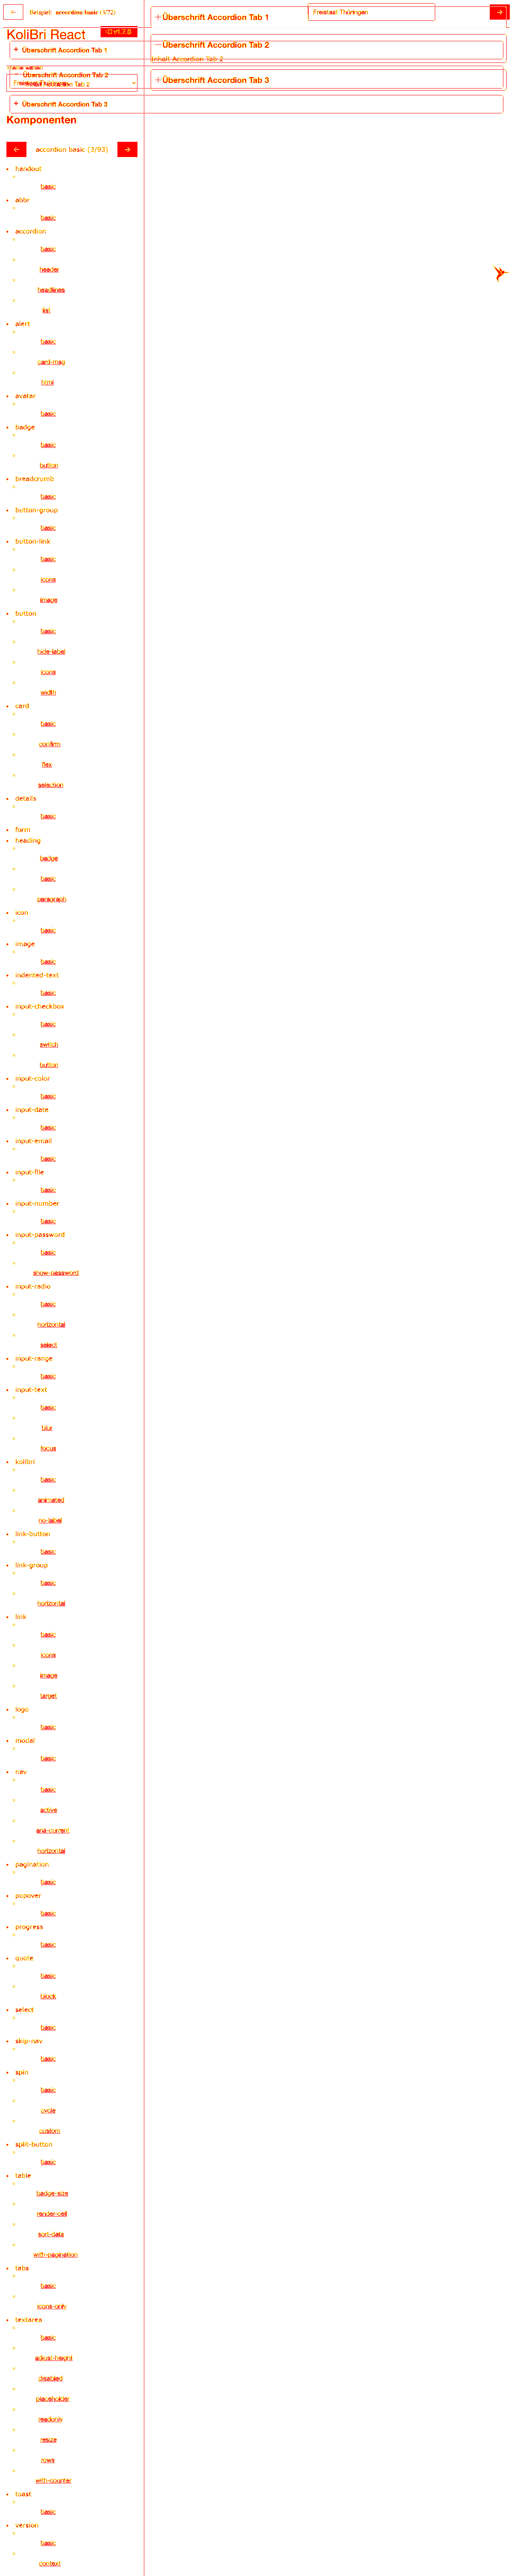 Beispiel: accordion basic (3/72)
Freistaat Thüringen
Überschrift Accordion Tab 1
KoliBri React
v1.7.0
Überschrift Accordion Tab 2
Überschrift Accordion Tab 1
Inhalt Accordion Tab 2
Überschrift Accordion Tab 2
Überschrift Accordion Tab 3
Inhalt Accordion Tab 2
Überschrift Accordion Tab 3
Komponenten
accordion basic (3/93)
handout
basic
abbr
basic
accordion
basic
header
headlines
list
alert
basic
card-msg
html
avatar
basic
badge
basic
button
breadcrumb
basic
button-group
basic
button-link
basic
icons
image
button
basic
hide-label
icons
width
card
basic
confirm
flex
selection
details
basic
form
heading
badge
basic
paragraph
icon
basic
image
basic
indented-text
basic
input-checkbox
basic
switch
button
input-color
basic
input-date
basic
input-email
basic
input-file
basic
input-number
basic
input-password
basic
show-password
input-radio
basic
horizontal
select
input-range
basic
input-text
basic
blur
focus
kolibri
basic
animated
no-label
link-button
basic
link-group
basic
horizontal
link
basic
icons
image
target
logo
basic
modal
basic
nav
basic
active
aria-current
horizontal
pagination
basic
popover
basic
progress
basic
quote
basic
block
select
basic
skip-nav
basic
spin
basic
cycle
custom
split-button
basic
table
badge-size
render-cell
sort-data
with-pagination
tabs
basic
icons-only
textarea
basic
adjust-height
disabled
placeholder
readonly
resize
rows
with-counter
toast
basic
version
basic
context